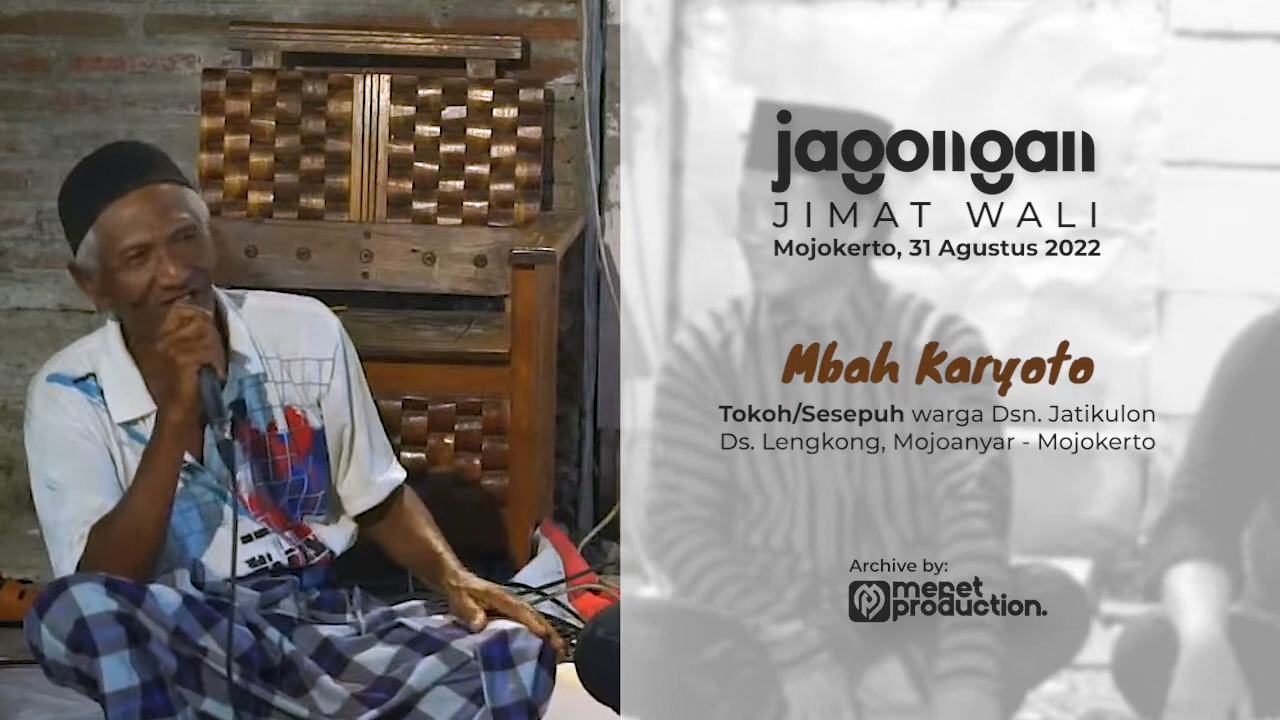 jagongan
JIMAT WALI
Mojokerto, 31 Agustus 2022
Mbah Karyoto
Tokoh/Sesepuh warga Dsn. Jatikulon
Ds. Lengkong, Mojoanyar - Mojokerto
Archive by:
menet
production.